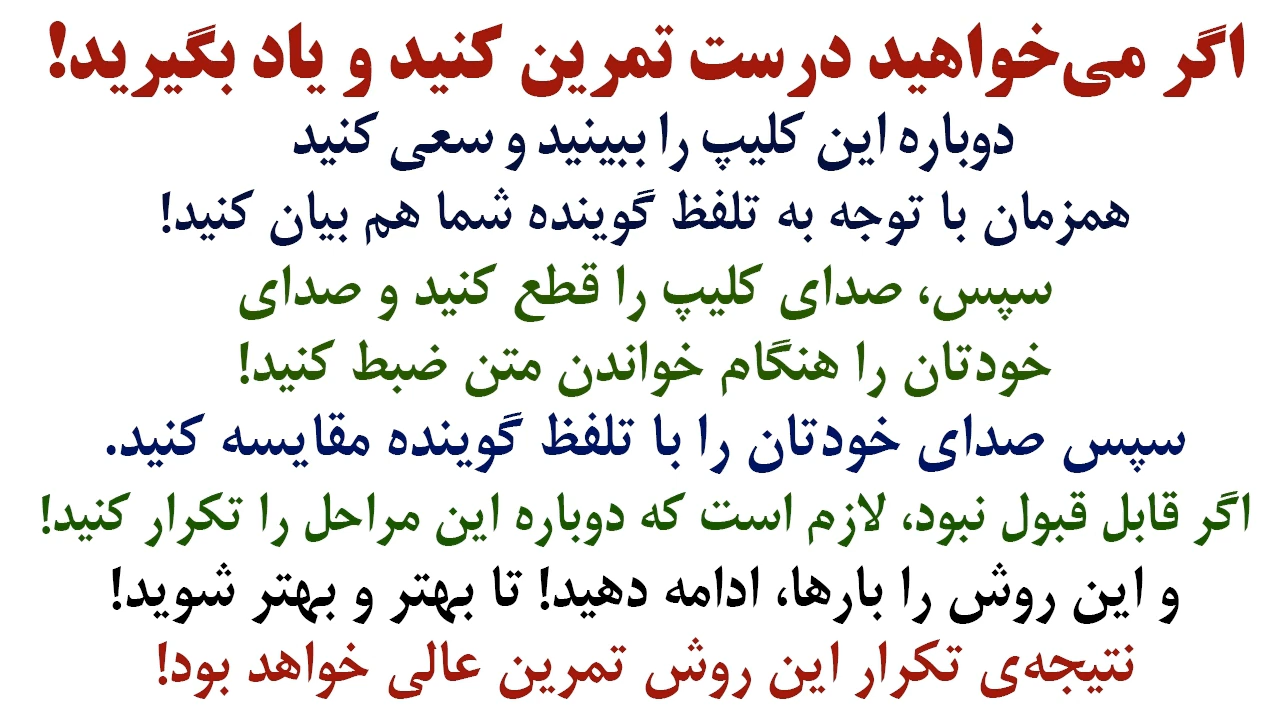 اگر می‌خواهید درست تمرین کنید و یاد بگیرید!
دوباره این کلیپ را ببینید و سعی کنید
همزمان با توجه به تلفظ گوینده شما هم بیان کنید!
سپس، صدای کلیپ را قطع کنید و صدای
خودتان را هنگام خواندن متن ضبط کنید!
سپس صدای خودتان را با تلفظ گوینده مقایسه کنید.
اگر قابل قبول نبود، لازم است که دوباره این مراحل را تکرار کنید!
و این روش را بارها، ادامه دهید! تا بهتر و بهتر شوید!
نتیجه‌ی تکرار این روش تمرین عالی خواهد بود!